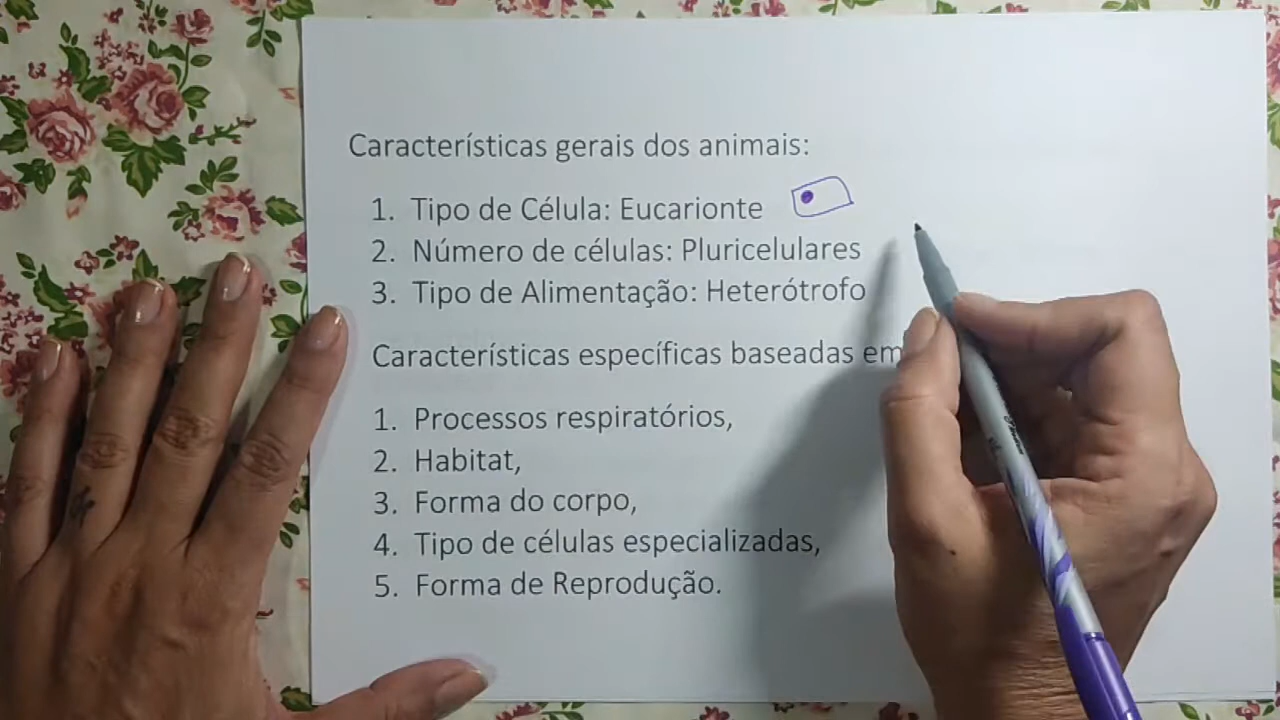 Características gerais dos animais:
1. Tipo de Célula: Eucarionte
2. Número de células: Pluricelulares
3. Tipo de Alimentação: Heterótrofo
Características específicas baseadas em
1. Processos respiratórios,
2. Habitat,
3. Forma do corpo,
4. Tipo de células especializadas,
5. Forma de Reprodução.